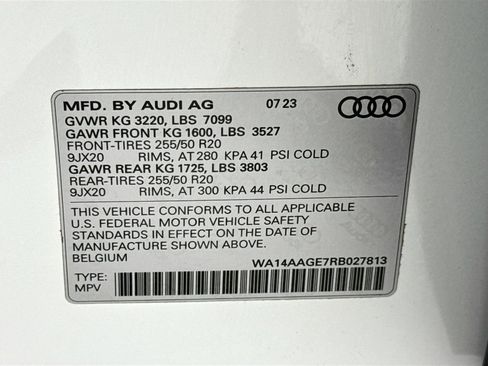 MFD. BY AUDI AG 07 23
GVWR KG 3220, LBS 7099
GAWR FRONT KG 1600, LBS 3527
FRONT-TIRES 255/50 R20
9JX20 RIMS, AT 280 KPA 41 PSI COLD
GAWR REAR KG 1725, LBS 3803
REAR-TIRES 255/50 R20
9JX20 RIMS, AT 300 KPA 44 PSI COLD
THIS VEHICLE CONFORMS TO ALL APPLICABLE
U.S. FEDERAL MOTOR VEHICLE SAFETY
STANDARDS IN EFFECT ON THE DATE OF
MANUFACTURE SHOWN ABOVE.
BELGIUM WA14AAGE7RB027813
TYPE:
MPV